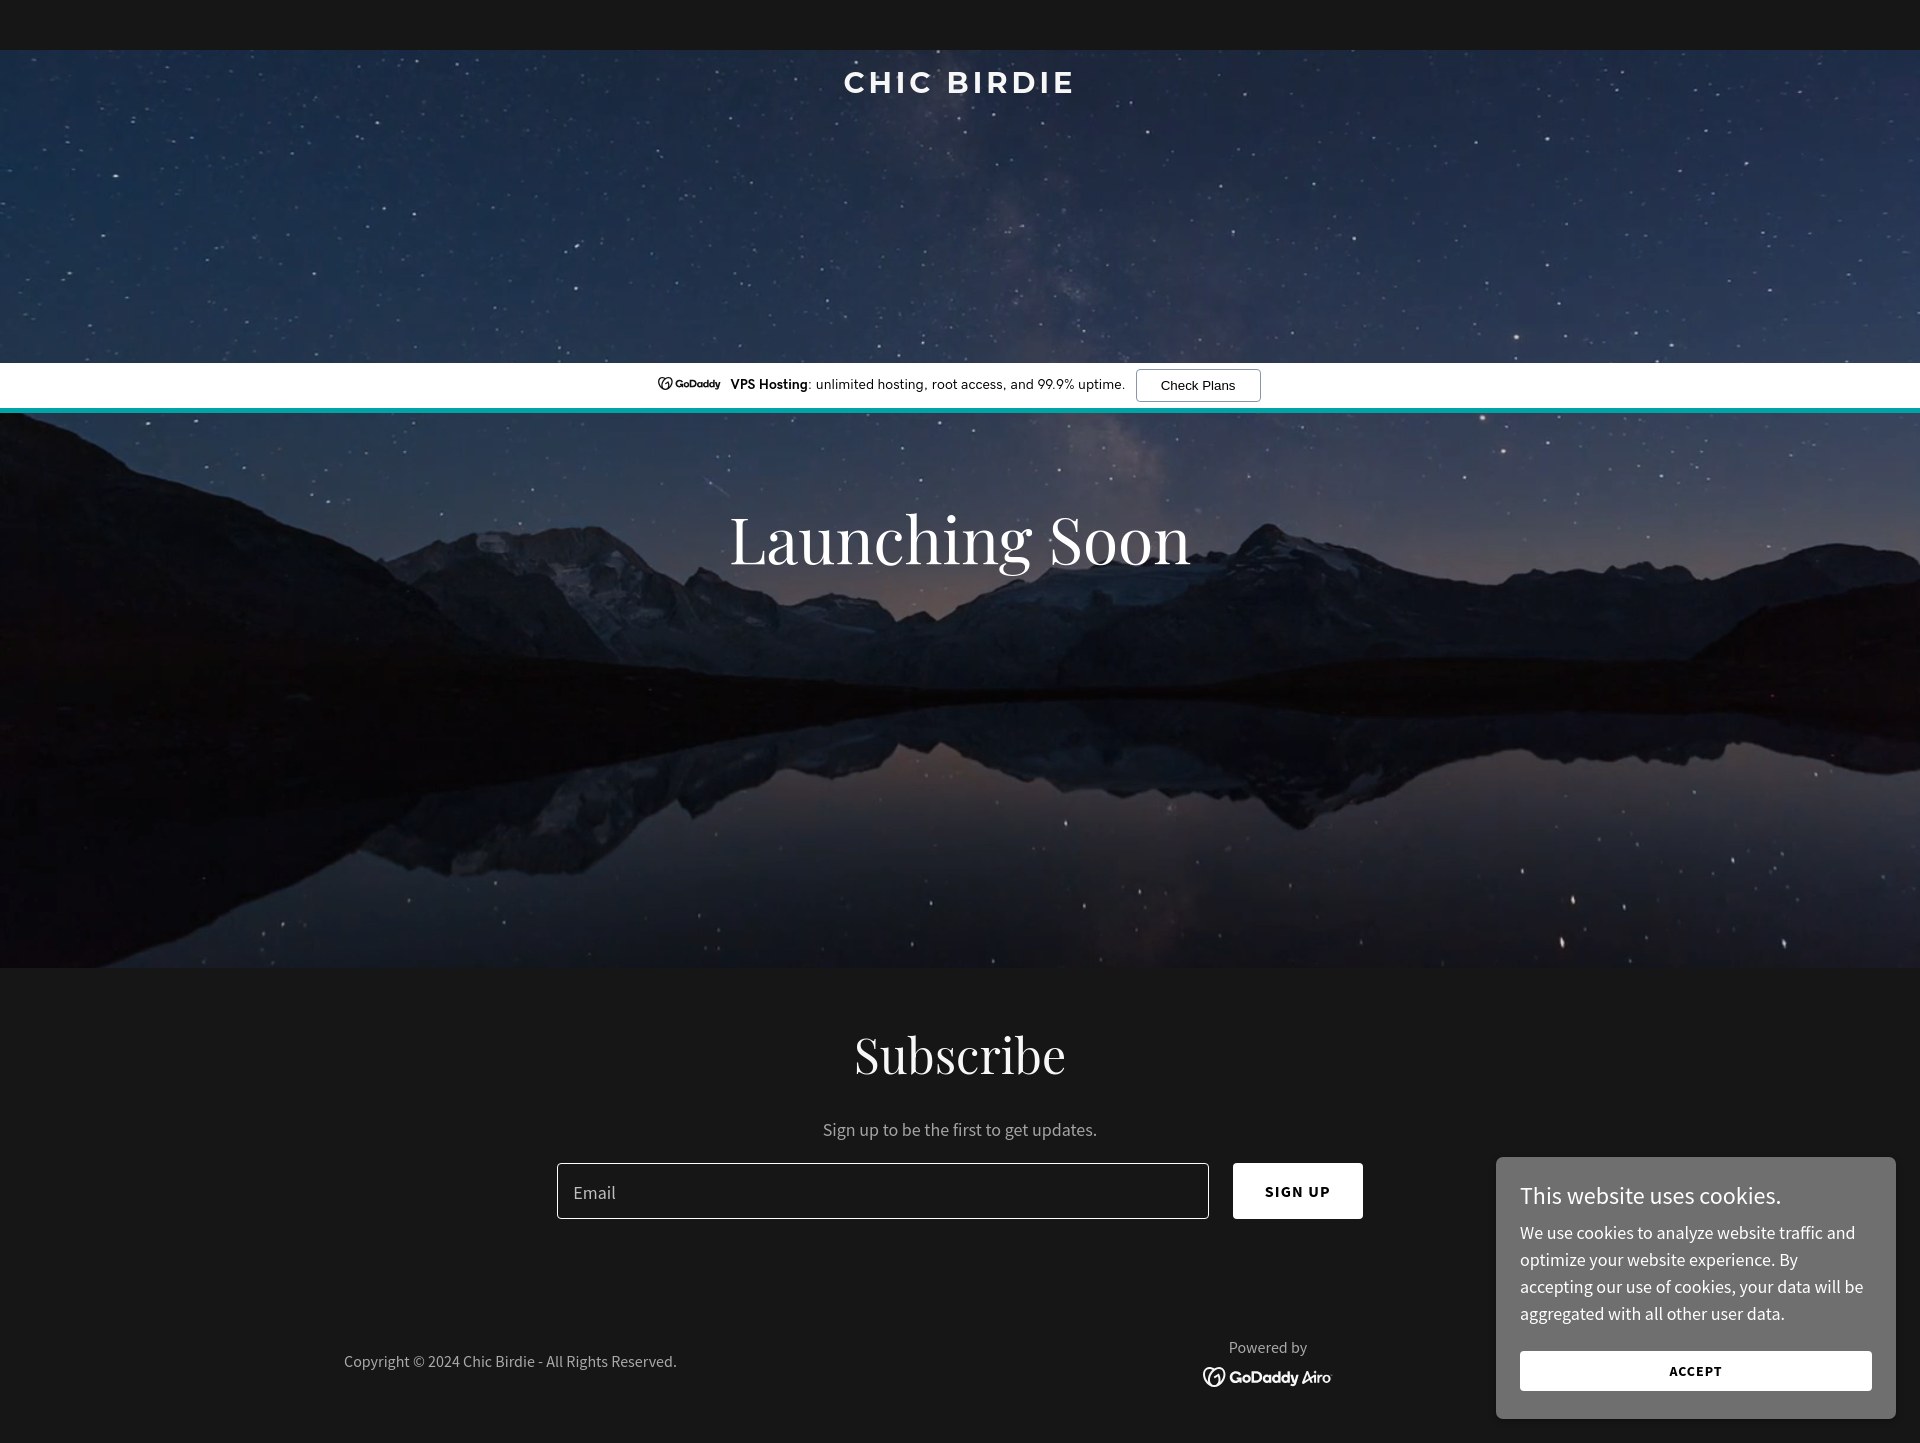 CHIC BIRDIE
GoDaddy VPS Hosting: unlimited hosting, root access, and 99.9% uptime. Check Plans
Launching Soon
Subscribe
Sign up to be the first to get updates.
Email
SIGN UP
This website uses cookies.
We use cookies to analyze website traffic and
optimize your website experience. By
accepting our use of cookies, your data will be
aggregated with all other user data.
ACCEPT
Copyright © 2024 Chic Birdie - All Rights Reserved.
Powered by
GoDaddy Airo